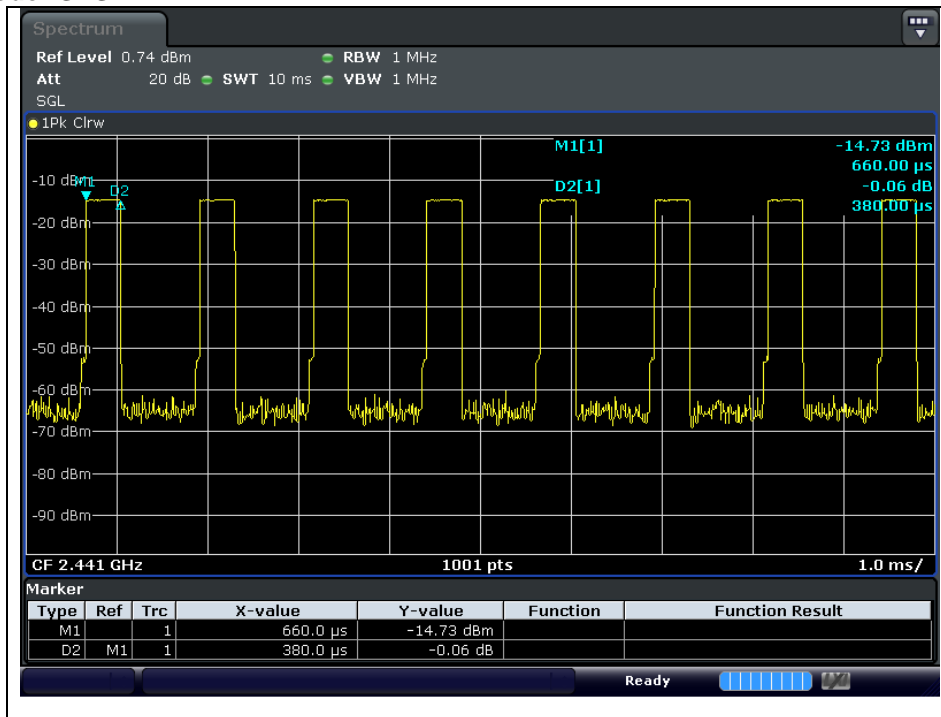 Spectrum
Ref Level 0.74 dBm RBW 1 MHz
Att 20 dB SWT 10 ms VBW 1 MHz
SGL
1Pk Clrw
M1[1] -14.73 dBm
660.00 µs
D2[1] -0.06 dB
380.00 µs
M1
D2
-10 dBm
-20 dBm
-30 dBm
-40 dBm
-50 dBm
-60 dBm
-70 dBm
-80 dBm
-90 dBm
CF 2.441 GHz 1001 pts 1.0 ms/
Marker
Type Ref Trc X-value Y-value Function Function Result
M1 1 660.0 µs -14.73 dBm
D2 M1 1 380.0 µs -0.06 dB
Ready